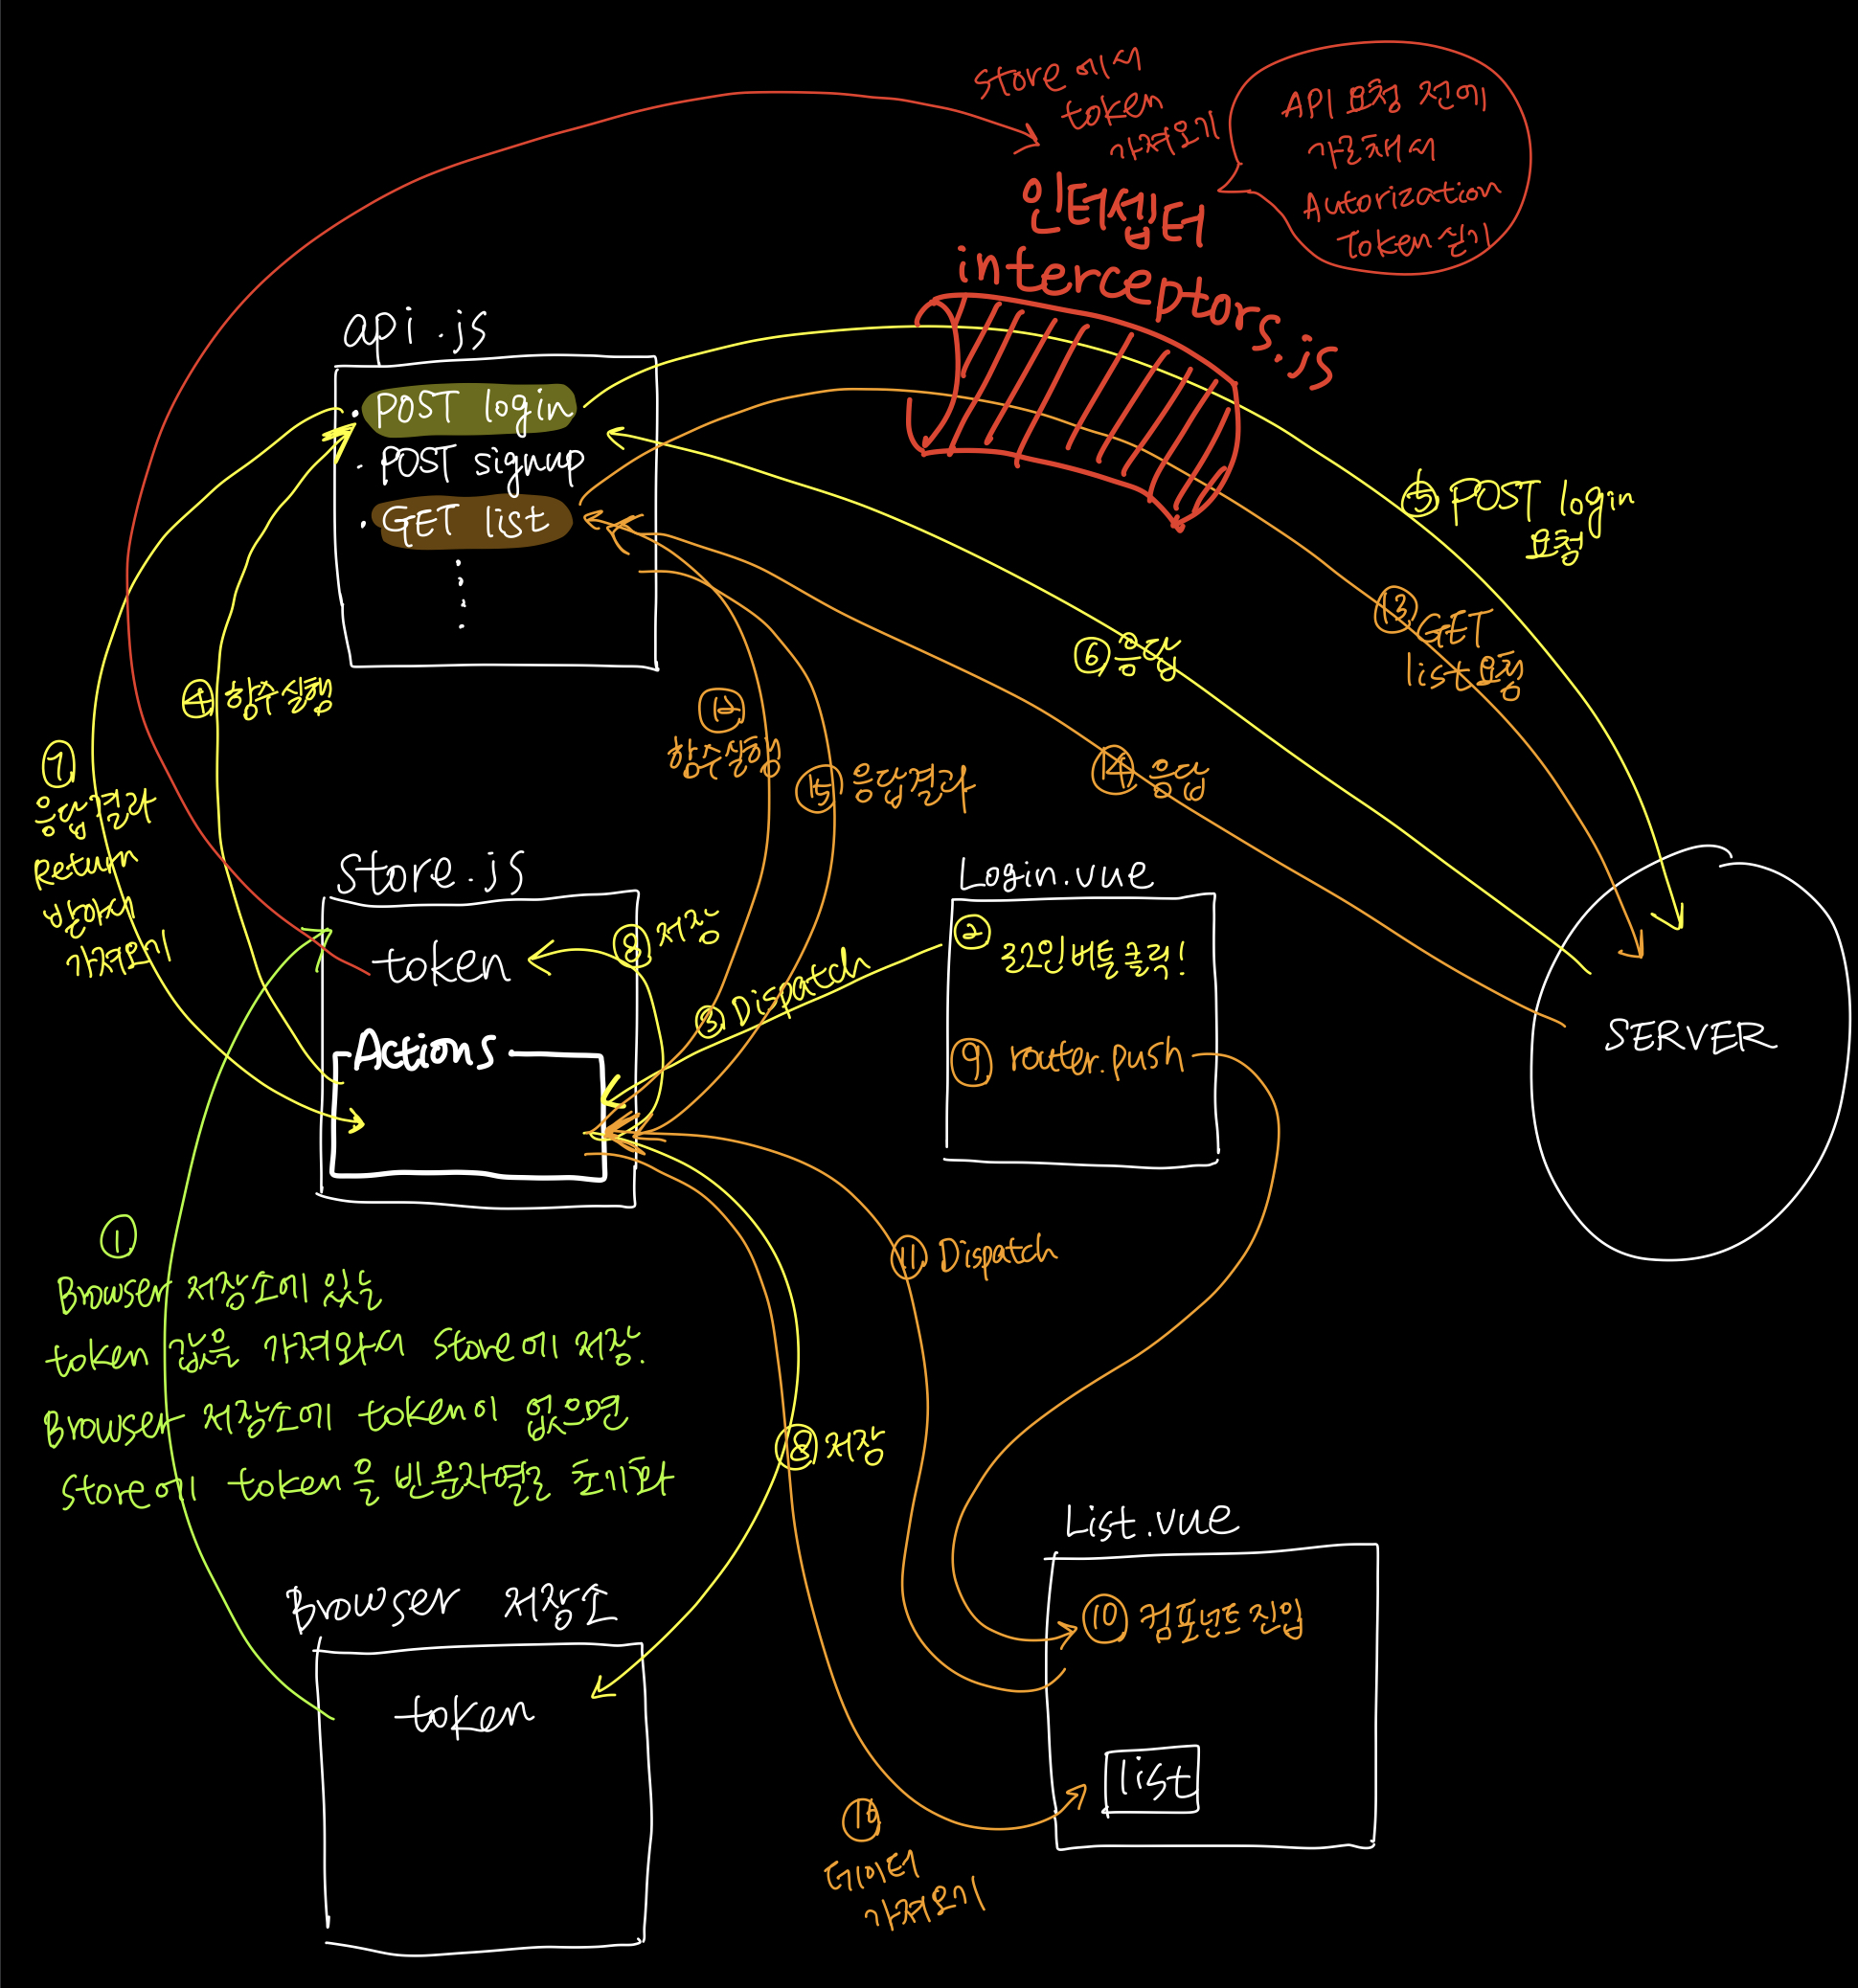 Store에서
token
가져오기
API 요청 전에
가로채서
Autorization
Token 싣기
인터셉터
interceptors.js
api.js
· POST login
· POST signup
· GET list
⑤ POST login
요청
⑬ GET
list 요청
⑥ 응답
④ 함수실행
⑫
함수실행
⑦
응답결과
Return
받아서
가져오기
⑮ 응답결과
⑭ 응답
Store.js
token
⑧ 저장
Actions
③ Dispatch
Login.vue
② 로그인 버튼 클릭!
⑨ router.push
SERVER
①
Browser 저장소에 있는
token 값을 가져와서 Store에 저장.
Browser 저장소에 token이 없으면
Store에 token을 빈문자열로 초기화
⑪ Dispatch
⑧ 저장
Browser 저장소
token
List.vue
⑩ 컴포넌트 진입
list
데이터
가져오기